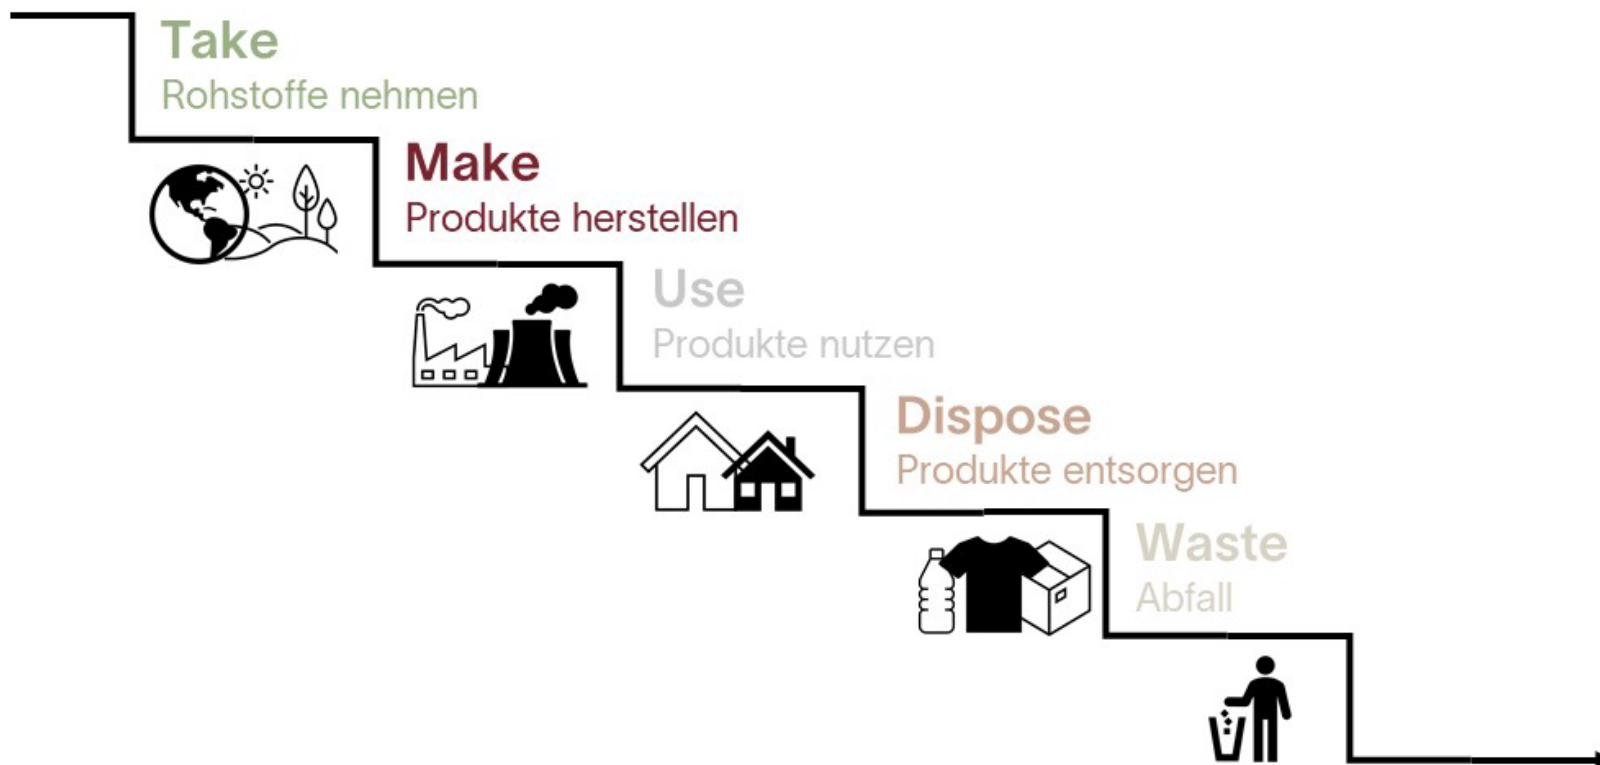 Take
Rohstoffe nehmen
Make
Produkte herstellen
Use
Produkte nutzen
Dispose
Produkte entsorgen
Waste
Abfall